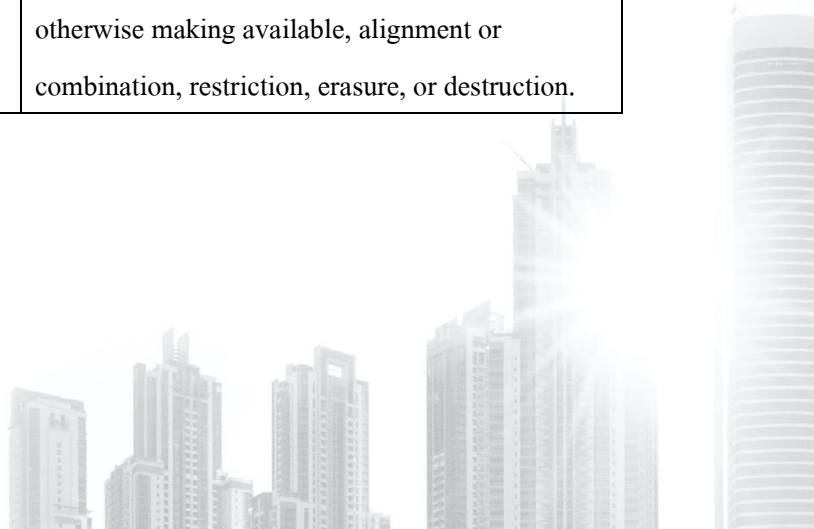 otherwise making available, alignment or
combination, restriction, erasure, or destruction.